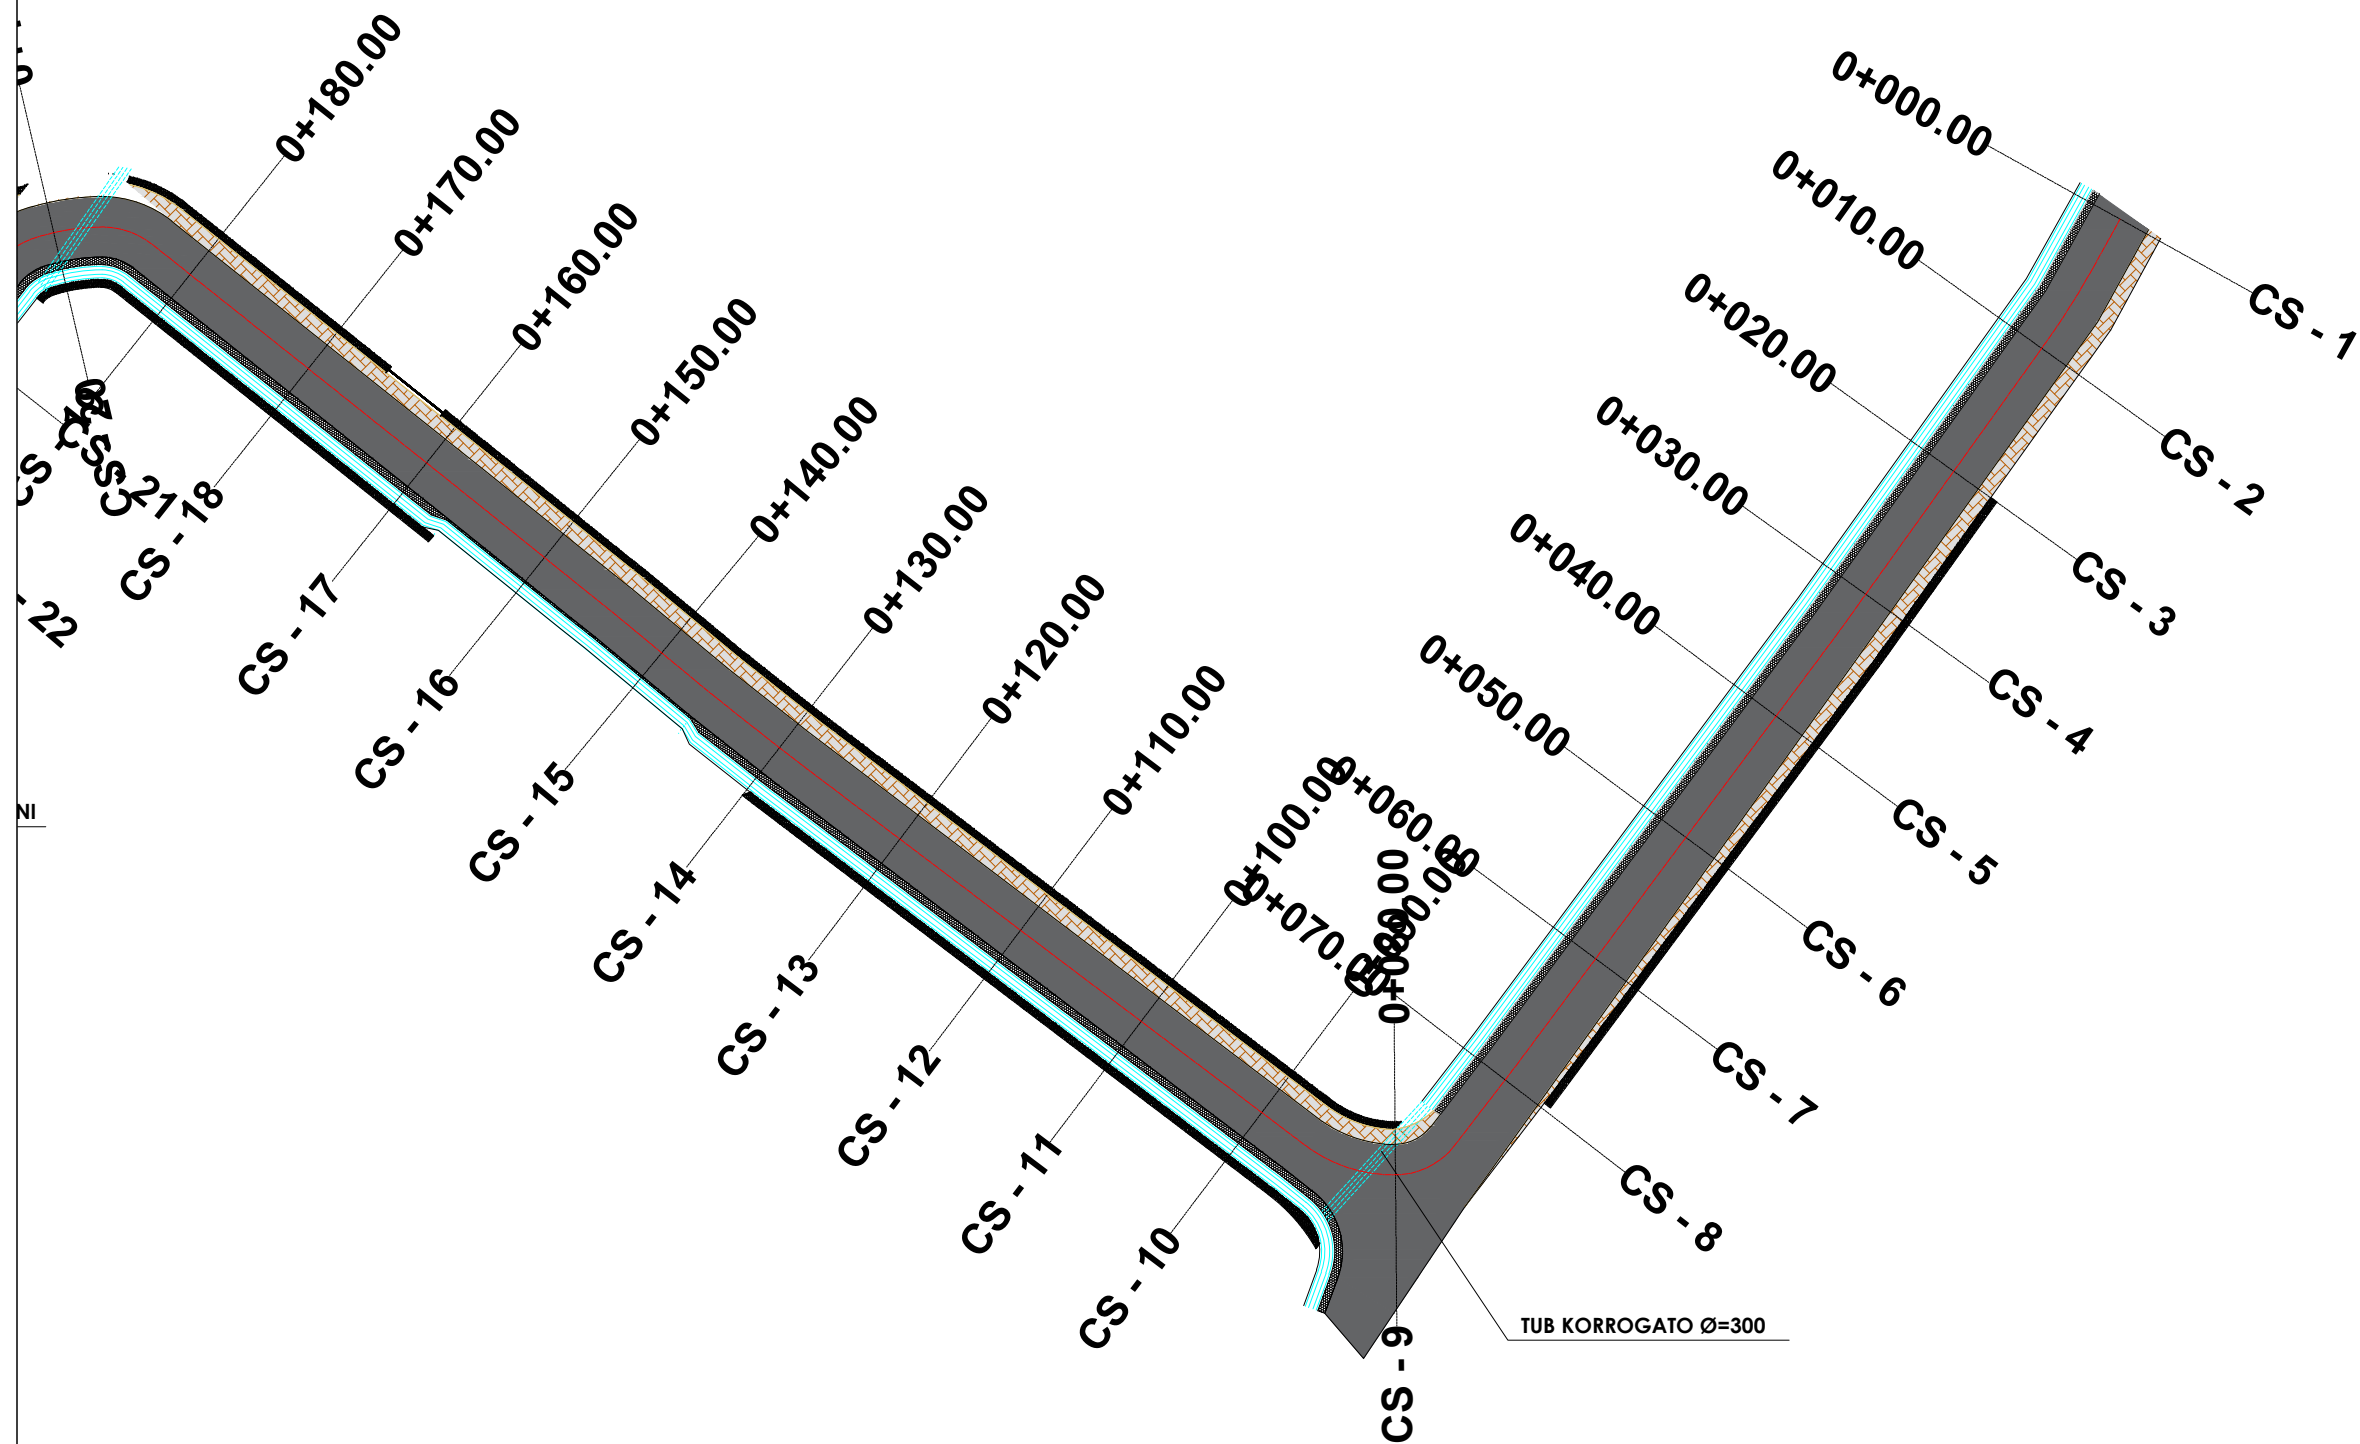 0+180.00
0+170.00
0+160.00
0+150.00
0+140.00
0+130.00
0+120.00
0+110.00
0+100.00
0+090.00
0+080.00
0+070.00
0+060.00
0+050.00
0+040.00
0+030.00
0+020.00
0+010.00
0+000.00
CS - 1
CS - 2
CS - 3
CS - 4
CS - 5
CS - 6
CS - 7
CS - 8
CS - 9
CS - 10
CS - 11
CS - 12
CS - 13
CS - 14
CS - 15
CS - 16
CS - 17
CS - 18
CS
- 21
- 22
NI
TUB KORROGATO Ø=300